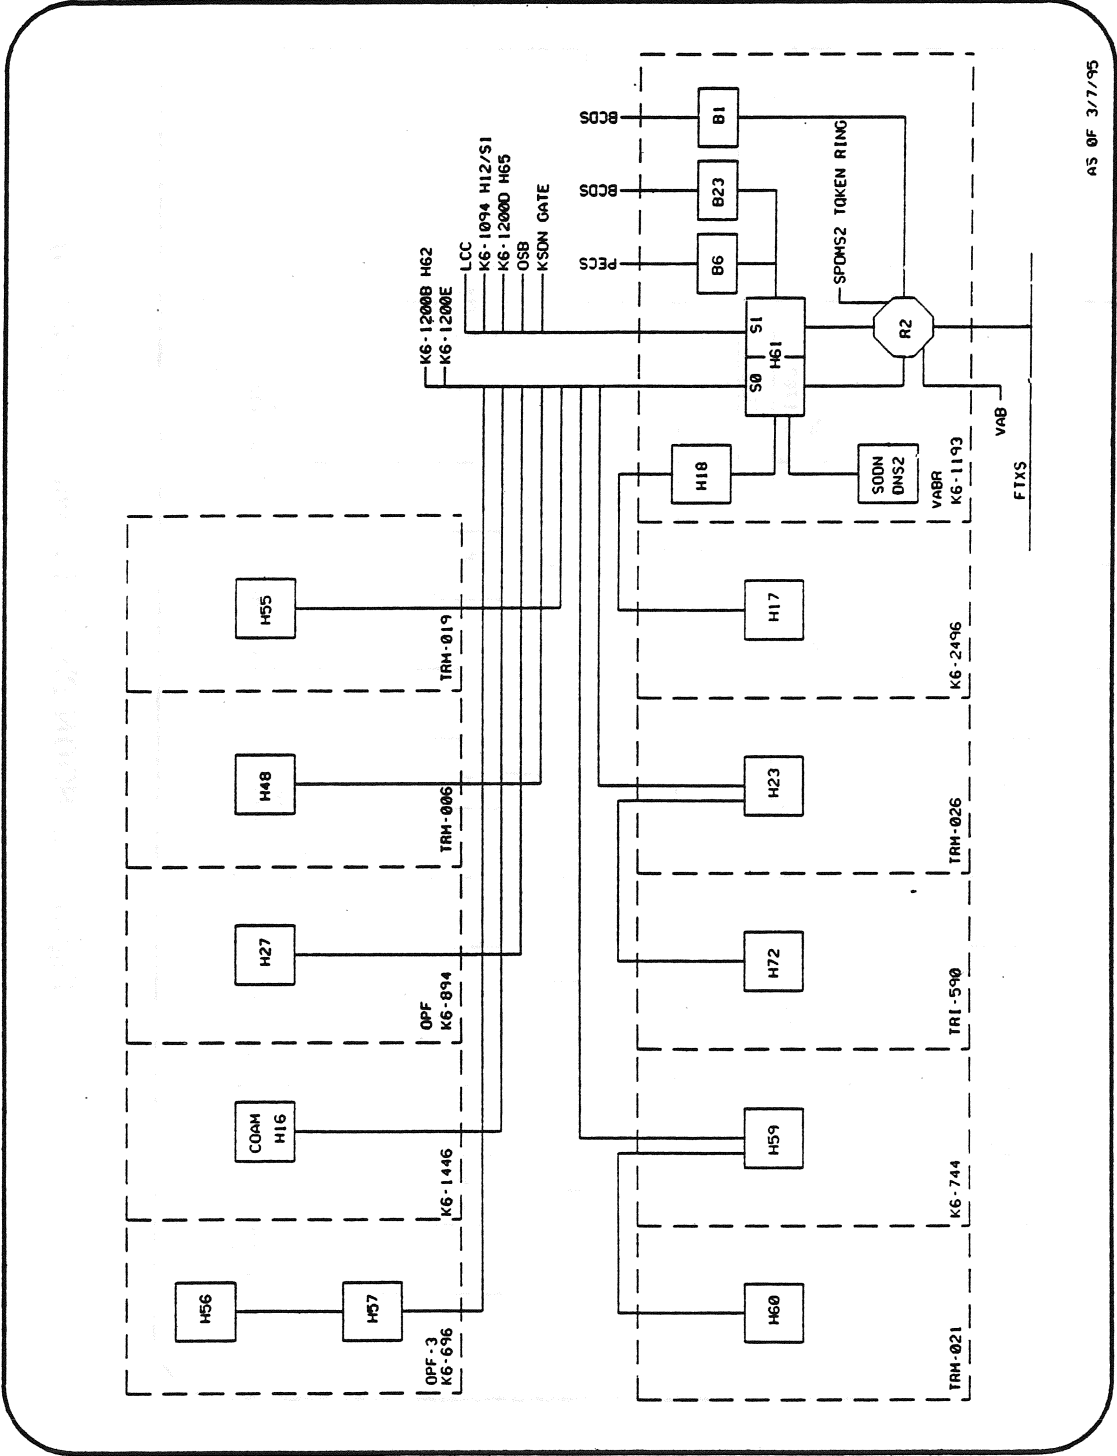 H56
H57
OPF-3
K6-696
COAM
H16
K6-1446
H27
OPF
K6-894
H48
TRM-006
H55
TRM-019
K6-1200B H62
K6-1200E
LCC
K6-1094 H12/S1
K6-1200D H65
OSB
KSDN GATE
PECS
BCDS
BCDS
H60
TRM-021
H59
K6-744
H72
TRI-590
H23
TRM-026
H17
K6-2496
H18
SODN
DNS2
VABR
K6-1193
S0
S1
H61
B6
B23
B1
SPDMS2 TOKEN RING
R2
VAB
FTXS
AS OF 3/7/95